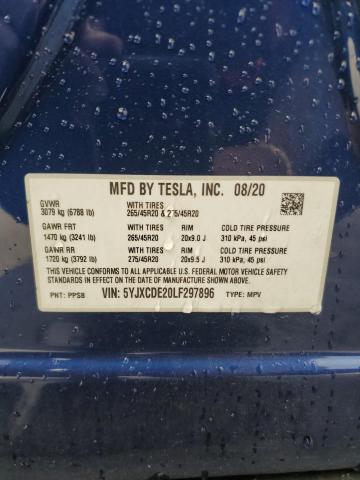 MFD BY TESLA, INC. 08/20
GVWR
3079 kg (6788 lb)
WITH TIRES
265/45R20 & 275/45R20
GAWR FRT
1470 kg (3241 lb)
WITH TIRES
265/45R20
RIM
20x9.0 J
COLD TIRE PRESSURE
310 kPa, 45 psi
GAWR RR
1720 kg (3792 lb)
WITH TIRES
275/45R20
RIM
20x9.5 J
COLD TIRE PRESSURE
310 kPa, 45 psi
THIS VEHICLE CONFORMS TO ALL APPLICABLE U.S. FEDERAL MOTOR VEHICLE
SAFETY STANDARDS IN EFFECT ON THE DATE OF MANUFACTURE SHOWN ABOVE.
PNT: PPSB VIN: 5YJXCDE20LF297896 TYPE: MPV